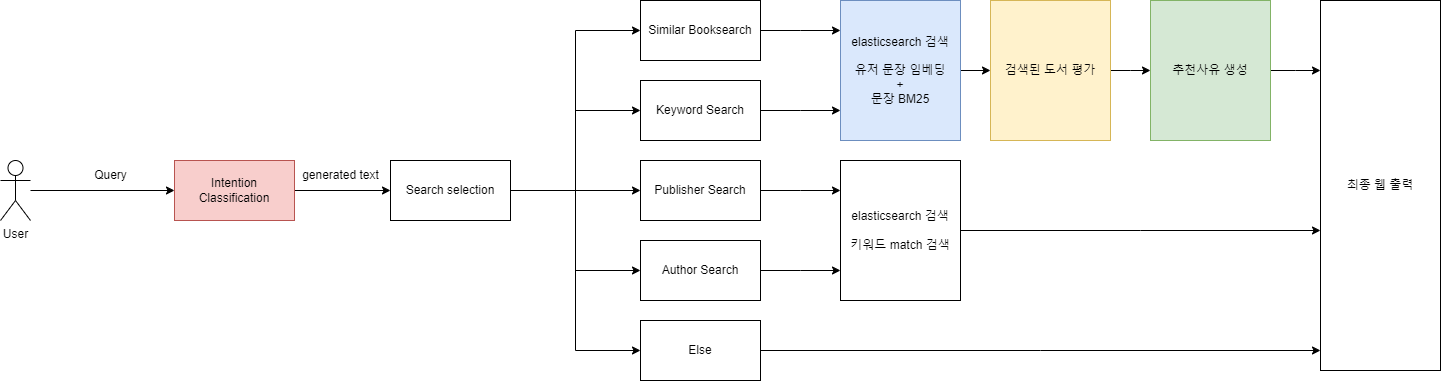 User
Query
Intention
Classification
generated text
Search selection
Similar Booksearch
Keyword Search
Publisher Search
Author Search
Else
elasticsearch 검색
유저 문장 임베딩
+
문장 BM25
elasticsearch 검색
키워드 match 검색
검색된 도서 평가
추천사유 생성
최종 웹 출력